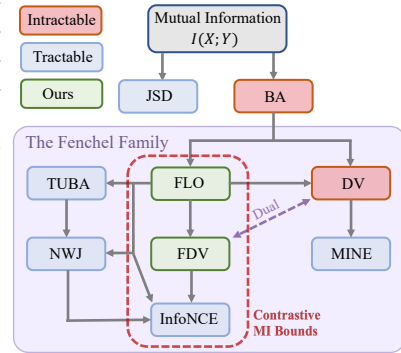 Intractable
Tractable
Ours
Mutual Information
I(X;Y)
JSD
BA
The Fenchel Family
TUBA
FLO
DV
Dual
NWJ
FDV
MINE
InfoNCE
Contrastive
MI Bounds